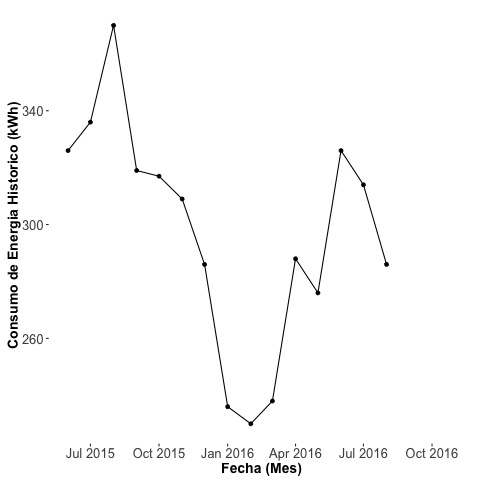 Consumo de Energia Historico (kWh)
340
300
260
Jul 2015 Oct 2015 Jan 2016 Apr 2016 Jul 2016 Oct 2016
Fecha (Mes)